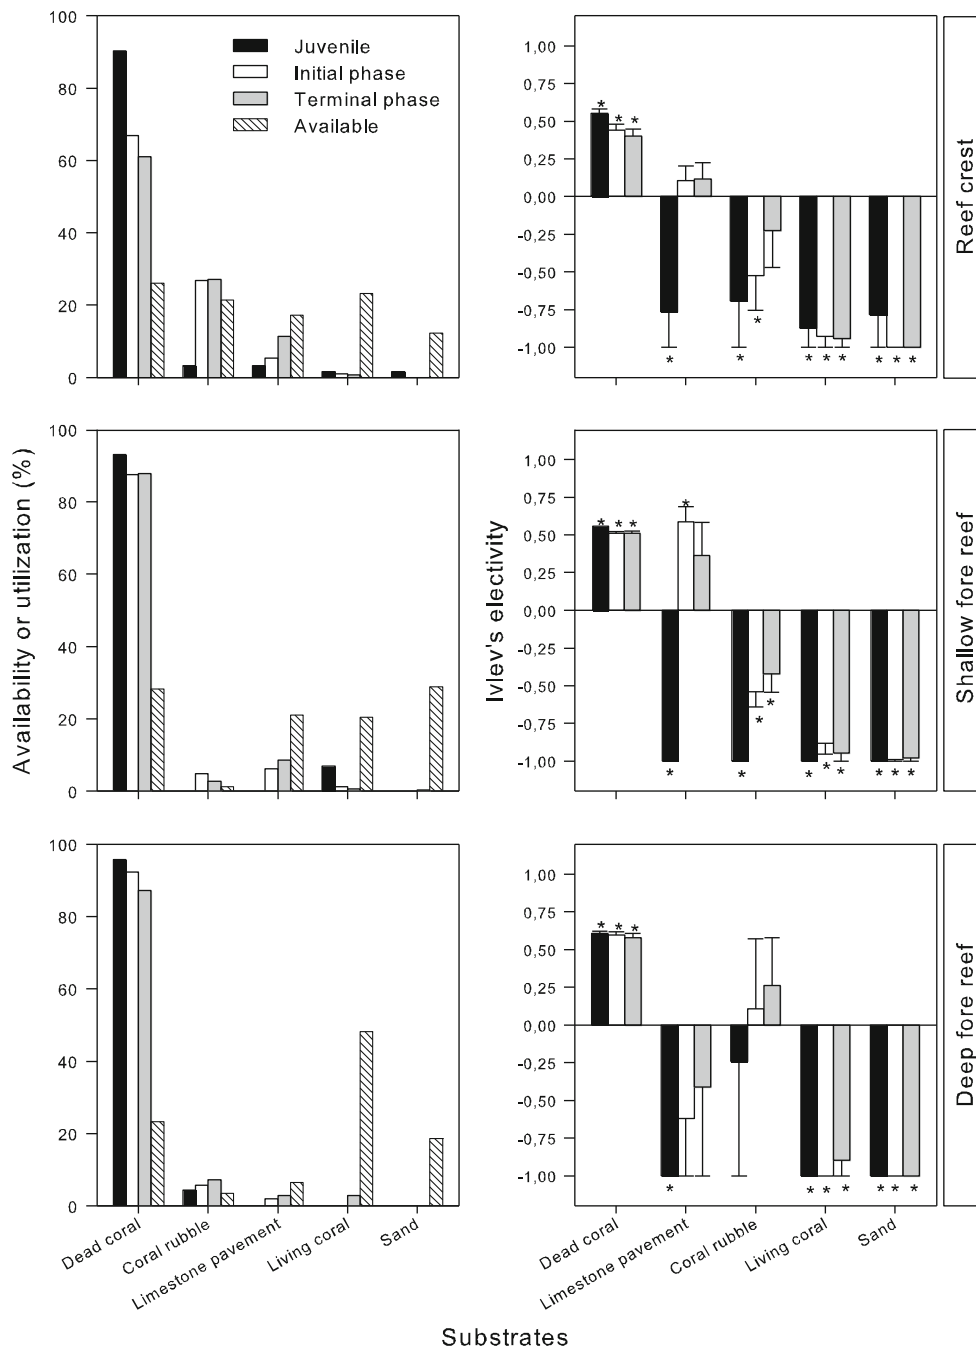 100
80
60
40
20
0
Juvenile
Initial phase
Terminal phase
Available
1,00
0,75
0,50
0,25
0,00
-0,25
-0,50
-0,75
-1,00
* * *
*
* *
* * *
* * *
Reef crest
Availability or utilization (%)
100
80
60
40
20
0
Ivlev's electivity
1,00
0,75
0,50
0,25
0,00
-0,25
-0,50
-0,75
-1,00
* * *
*
*
* * *
* * *
* * *
Shallow fore reef
100
80
60
40
20
0
Dead coral
Coral rubble
Limestone pavement
Living coral
Sand
1,00
0,75
0,50
0,25
0,00
-0,25
-0,50
-0,75
-1,00
* * *
*
* * *
* * *
Dead coral
Limestone pavement
Coral rubble
Living coral
Sand
Deep fore reef
Substrates